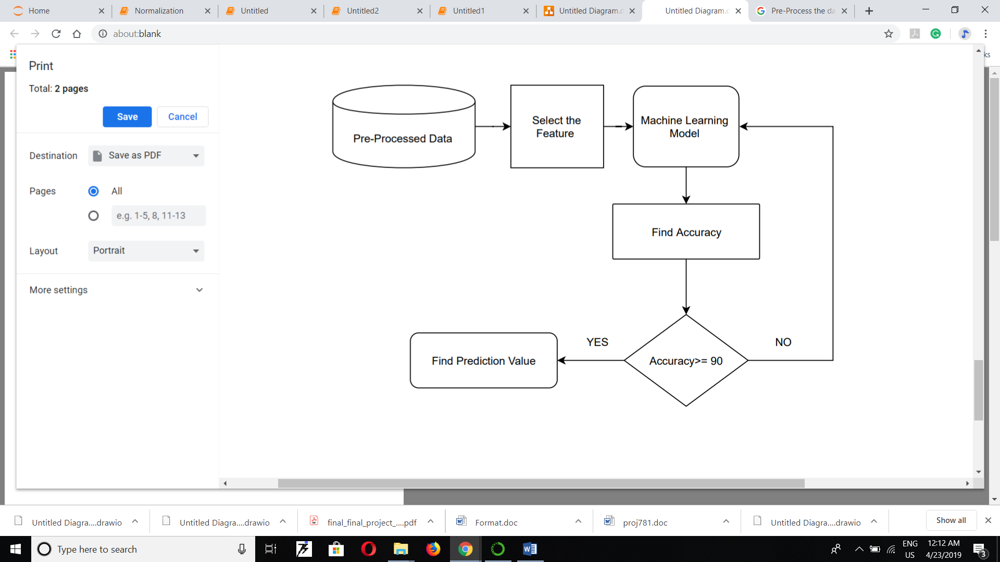 Home
Normalization
Untitled
Untitled2
Untitled1
Untitled Diagram.
Untitled Diagram.
Pre-Process the da
about:blank
ks
Print
Total: 2 pages
Save
Cancel
Destination
Save as PDF
Pages
All
e.g. 1-5, 8, 11-13
Layout
Portrait
More settings
Pre-Processed Data
Select the
Feature
Machine Learning
Model
Find Accuracy
YES
NO
Find Prediction Value
Accuracy>= 90
Untitled Diagra....drawio
Untitled Diagra....drawio
final_final_project_....pdf
Format.doc
proj781.doc
Untitled Diagra....drawio
Show all
Type here to search
ENG
US
12:12 AM
4/23/2019
3